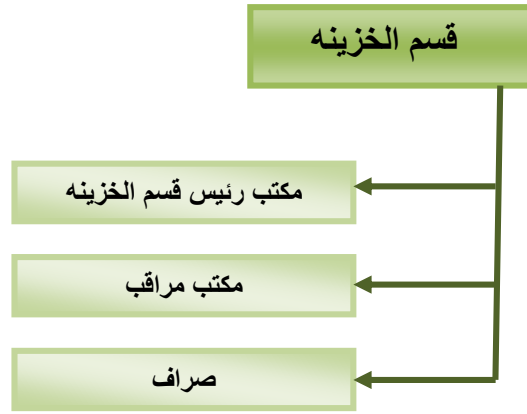 قسم الخزينه
مكتب رئيس قسم الخزينه
مكتب مراقب
صراف